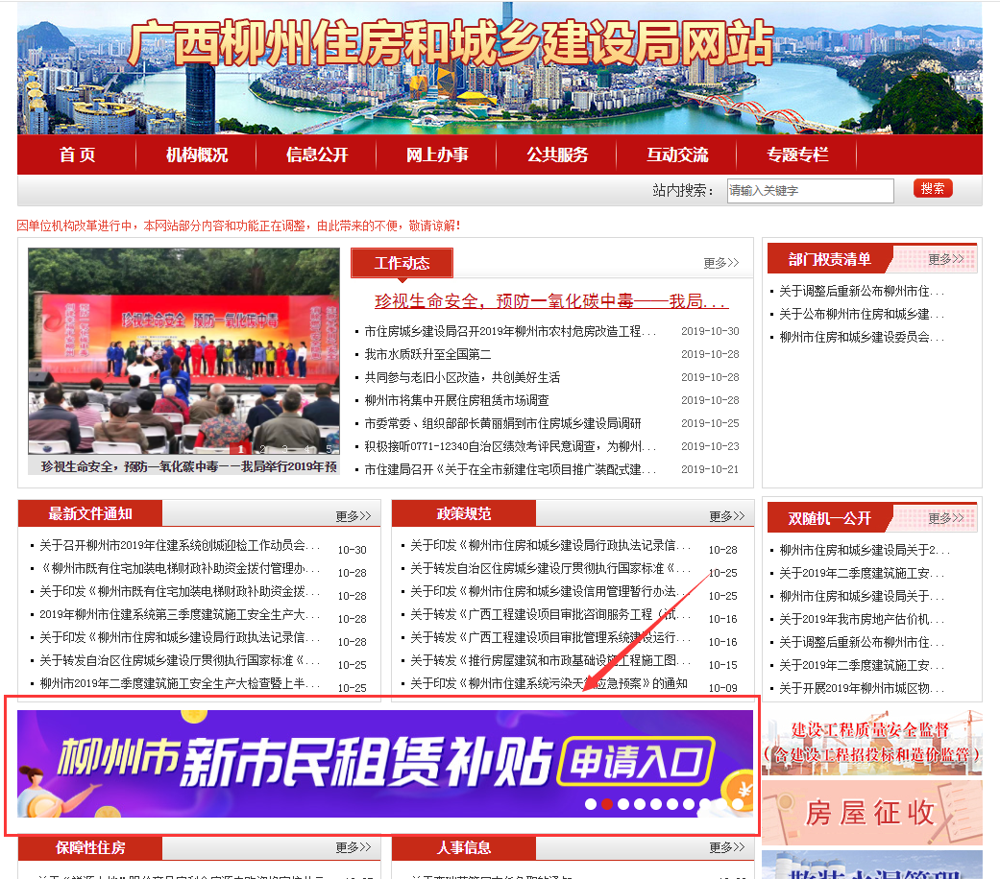 广西柳州住房和城乡建设局网站
首 页 机构概况 信息公开 网上办事 公共服务 互动交流 专题专栏
站内搜索： 请输入关键字 搜索
因单位机构改革进行中，本网站部分内容和功能正在调整，由此带来的不便，敬请谅解！
珍视生命安全 预防一氧化碳中毒
1 2 3 4 5
珍视生命安全，预防一氧化碳中毒——我局举行2019年预
工作动态 更多>>
珍视生命安全，预防一氧化碳中毒——我局...
市住房城乡建设局召开2019年柳州市农村危房改造工程... 2019-10-30
我市水质跃升至全国第二 2019-10-28
共同参与老旧小区改造，共创美好生活 2019-10-28
柳州市将集中开展住房租赁市场调查 2019-10-28
市委常委、组织部部长黄丽娟到市住房城乡建设局调研 2019-10-25
积极接听0771-12340自治区绩效考评民意调查，为柳州... 2019-10-23
市住建局召开《关于在全市新建住宅项目推广装配式建... 2019-10-21
部门权责清单 更多>>
关于调整后重新公布柳州市住...
关于公布柳州市住房和城乡建...
柳州市住房和城乡建设委员会...
最新文件通知 更多>>
关于召开柳州市2019年住建系统创城迎检工作动员会... 10-30
《柳州市既有住宅加装电梯财政补助资金拨付管理办... 10-28
关于印发《柳州市既有住宅加装电梯财政补助资金拨... 10-28
2019年柳州市住建系统第三季度建筑施工安全生产大... 10-28
关于印发《柳州市住房和城乡建设局行政执法记录信... 10-28
关于转发自治区住房城乡建设厅贯彻执行国家标准《... 10-25
柳州市2019年二季度建筑施工安全生产大检查暨上半... 10-25
政策规范 更多>>
关于印发《柳州市住房和城乡建设局行政执法记录信... 10-28
关于转发自治区住房城乡建设厅贯彻执行国家标准《... 10-25
关于印发《柳州市住房和城乡建设信用管理暂行办法... 10-25
关于转发《广西工程建设项目审批咨询服务工程（试... 10-16
关于转发《广西工程建设项目审批管理系统建设运行... 10-16
关于转发《推行房屋建筑和市政基础设施工程施工图... 10-15
关于印发《柳州市住建系统污染天气应急预案》的通知 10-09
双随机一公开 更多>>
柳州市住房和城乡建设局关于2...
关于2019年二季度建筑施工安...
柳州市住房和城乡建设局关于...
关于2019年我市房地产估价机...
关于调整后重新公布柳州市住...
关于2019年二季度建筑施工安...
关于开展2019年柳州市城区物...
柳州市新市民租赁补贴 申请入口
建设工程质量安全监督
（含建设工程招投标和造价监管）
房屋征收
散装水泥管理
保障性住房 更多>>
人事信息 更多>>